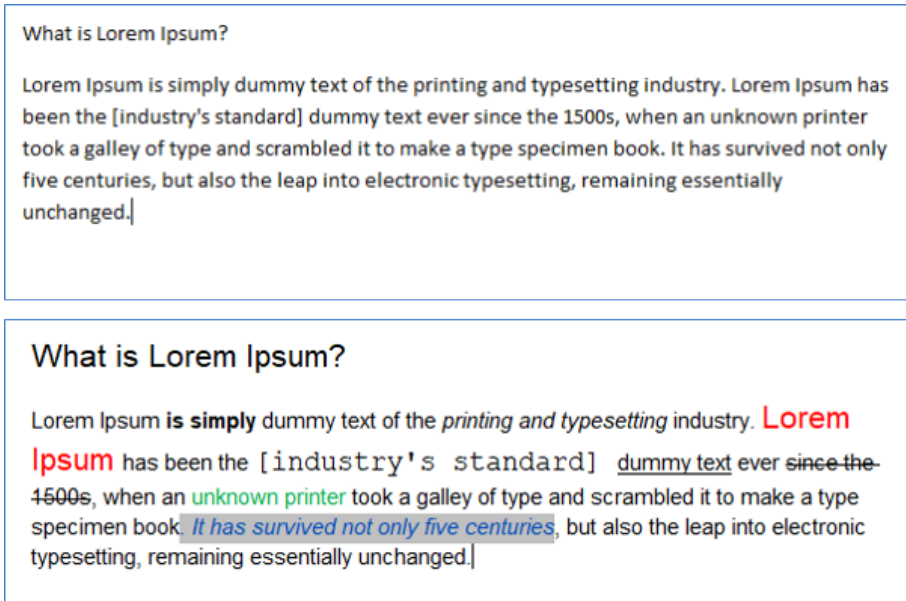 What is Lorem Ipsum?
Lorem Ipsum is simply dummy text of the printing and typesetting industry. Lorem Ipsum has
been the [industry's standard] dummy text ever since the 1500s, when an unknown printer
took a galley of type and scrambled it to make a type specimen book. It has survived not only
five centuries, but also the leap into electronic typesetting, remaining essentially
unchanged.
What is Lorem Ipsum?
Lorem Ipsum is simply dummy text of the printing and typesetting industry. Lorem
Ipsum has been the [industry's standard] dummy text ever since the
1500s, when an unknown printer took a galley of type and scrambled it to make a type
specimen book. It has survived not only five centuries, but also the leap into electronic
typesetting, remaining essentially unchanged.